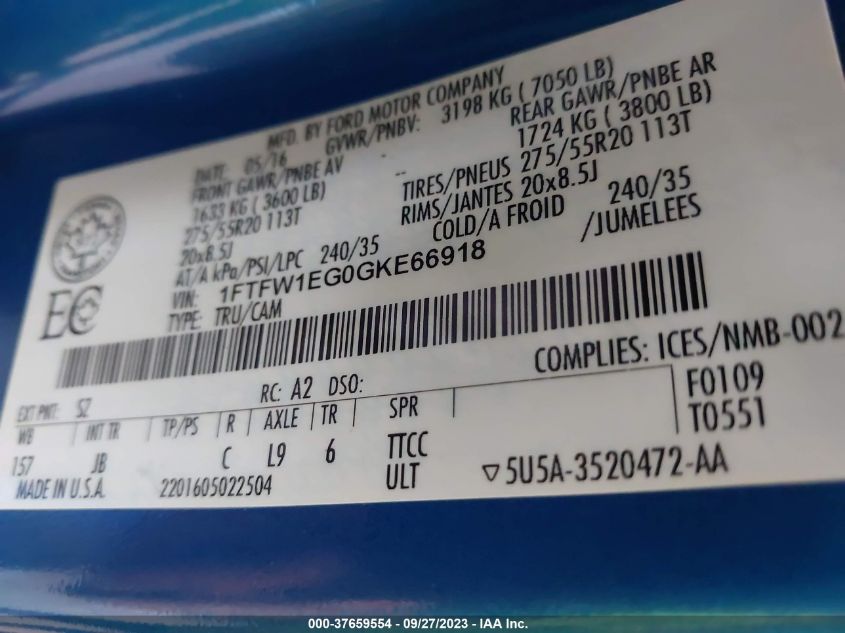 MFD. BY FORD MOTOR COMPANY
DATE: 05/16 GVWR/PNBV: 3198 KG ( 7050 LB)
FRONT GAWR/PNBE AV -- REAR GAWR/PNBE AR
1633 KG ( 3600 LB) 1724 KG ( 3800 LB)
275/55R20 113T TIRES/PNEUS 275/55R20 113T
20x8.5J RIMS/JANTES 20x8.5J
AT/A kPa/PSI/LPC 240/35 COLD/A FROID 240/35
VIN: 1FTFW1EG0GKE66918 /JUMELEES
TYPE: TRU/CAM
EC
COMPLIES: ICES/NMB-002
EXT PNT: SZ RC: A2 DSO: F0109
WB INT TR TP/PS R AXLE TR SPR T0551
157 JB C L9 6 TTCC
ULT ▽5U5A-3520472-AA
MADE IN U.S.A. 2201605022504
000-37659554 - 09/27/2023 - IAA Inc.